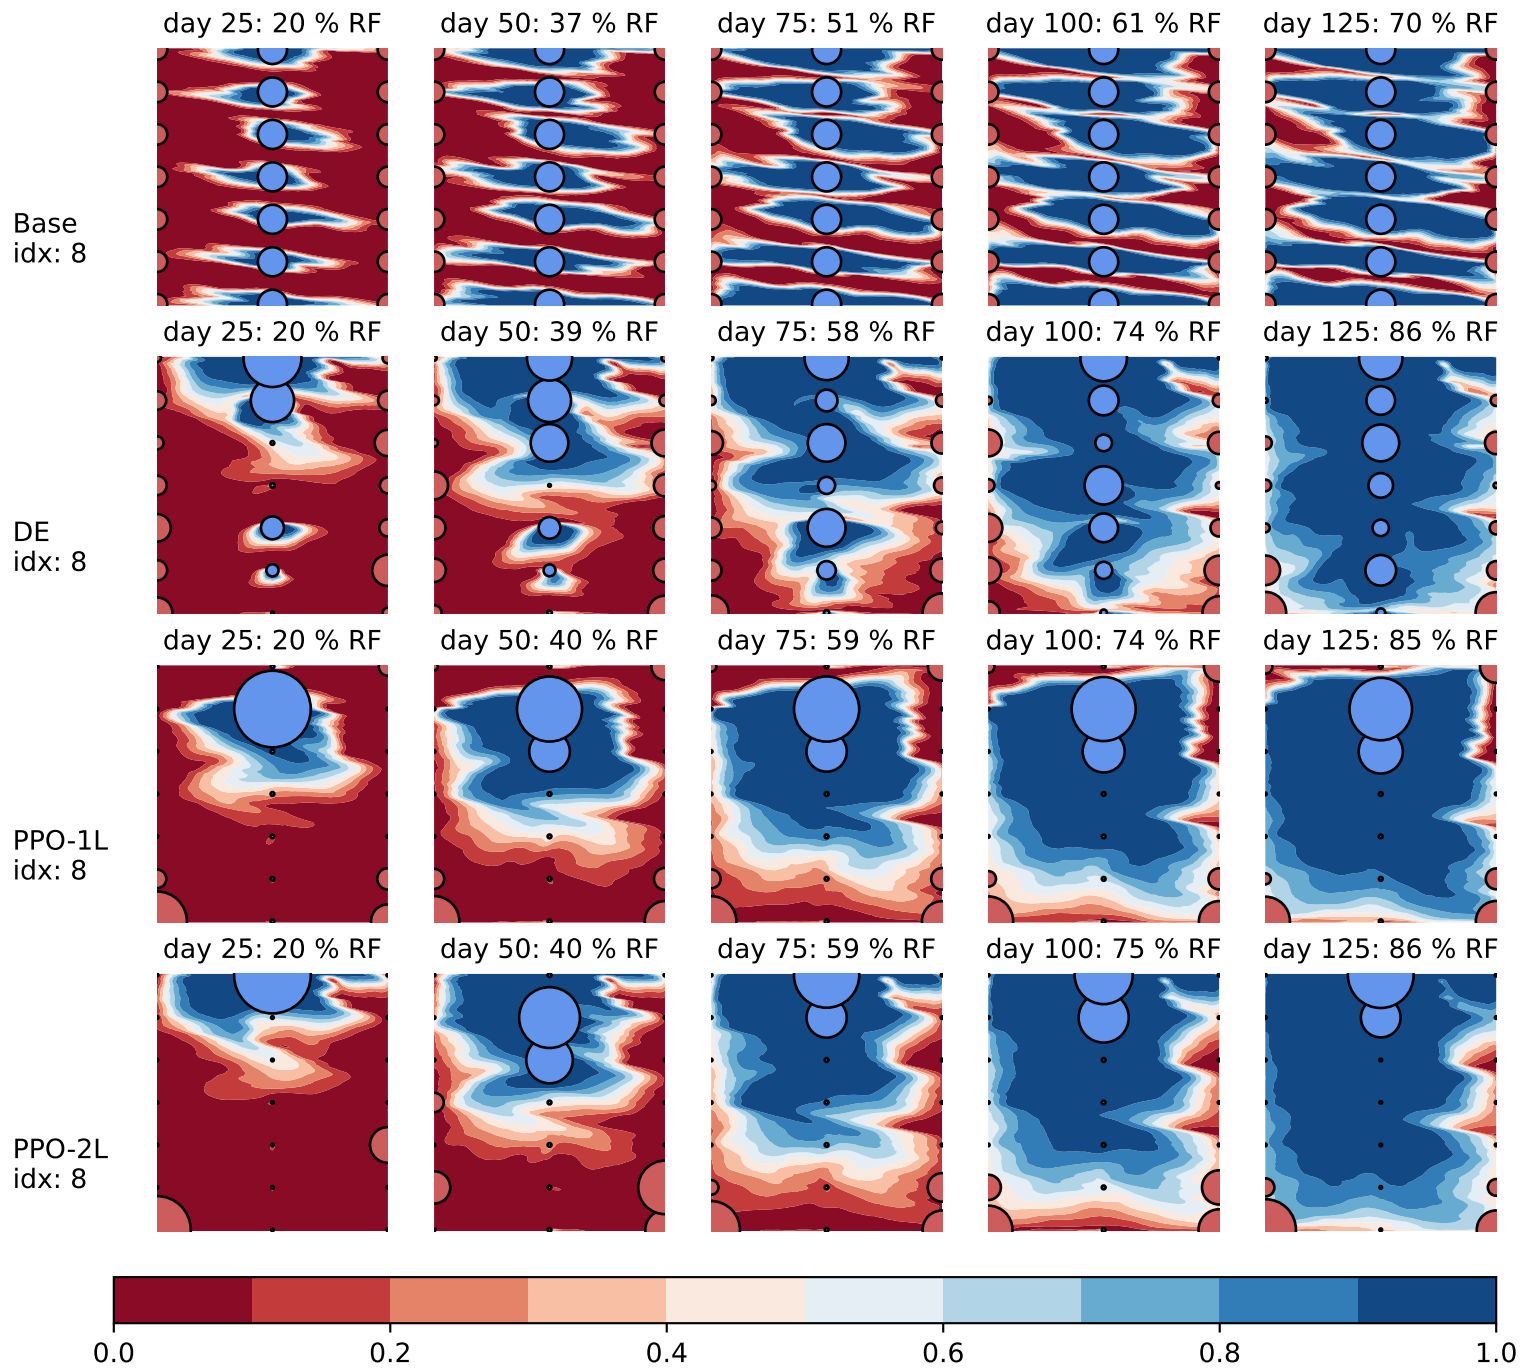 day 25: 20 % RF
day 50: 37 % RF
day 75: 51 % RF
day 100: 61 % RF
day 125: 70 % RF
Base
idx: 8
day 25: 20 % RF
day 50: 39 % RF
day 75: 58 % RF
day 100: 74 % RF
day 125: 86 % RF
DE
idx: 8
day 25: 20 % RF
day 50: 40 % RF
day 75: 59 % RF
day 100: 74 % RF
day 125: 85 % RF
PPO-1L
idx: 8
day 25: 20 % RF
day 50: 40 % RF
day 75: 59 % RF
day 100: 75 % RF
day 125: 86 % RF
PPO-2L
idx: 8
0.0 0.2 0.4 0.6 0.8 1.0